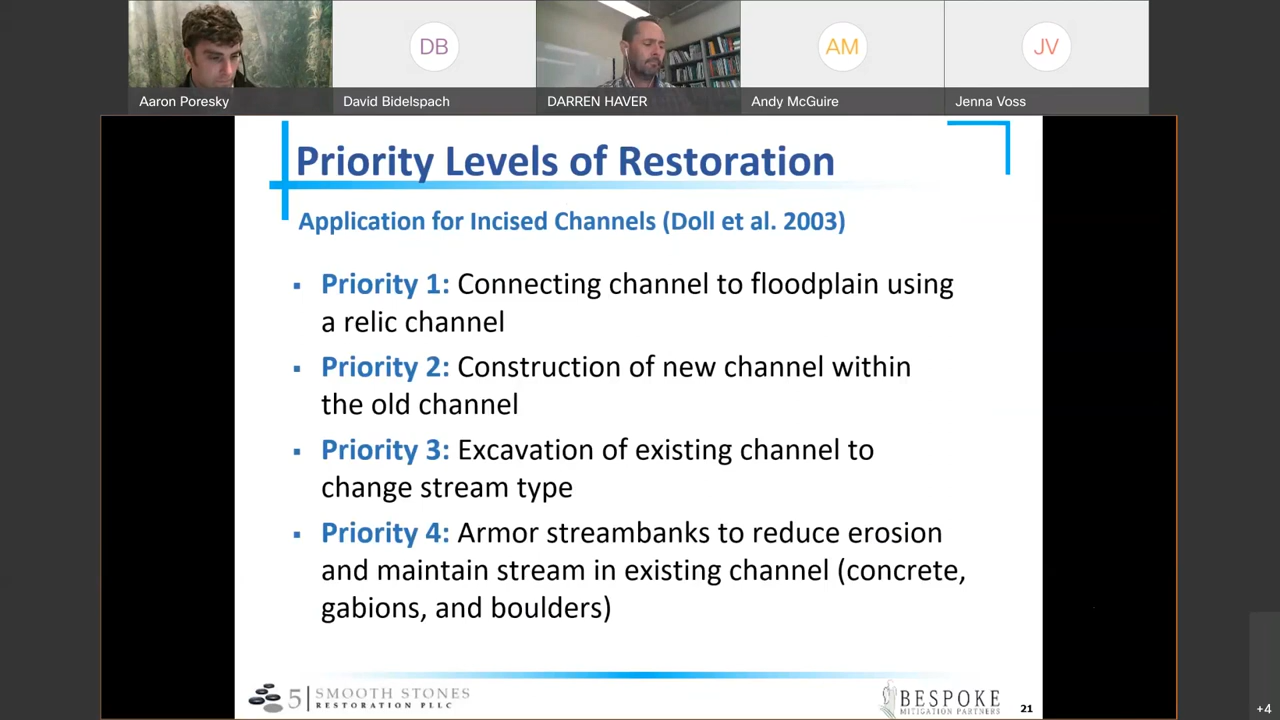 DB
AM
JV
Aaron Poresky
David Bidelspach
DARREN HAVER
Andy McGuire
Jenna Voss
Priority Levels of Restoration
Application for Incised Channels (Doll et al. 2003)
▪ Priority 1: Connecting channel to floodplain using
a relic channel
▪ Priority 2: Construction of new channel within
the old channel
▪ Priority 3: Excavation of existing channel to
change stream type
▪ Priority 4: Armor streambanks to reduce erosion
and maintain stream in existing channel (concrete,
gabions, and boulders)
5 SMOOTH STONES
RESTORATION PLLC
BESPOKE
MITIGATION PARTNERS
21
+4